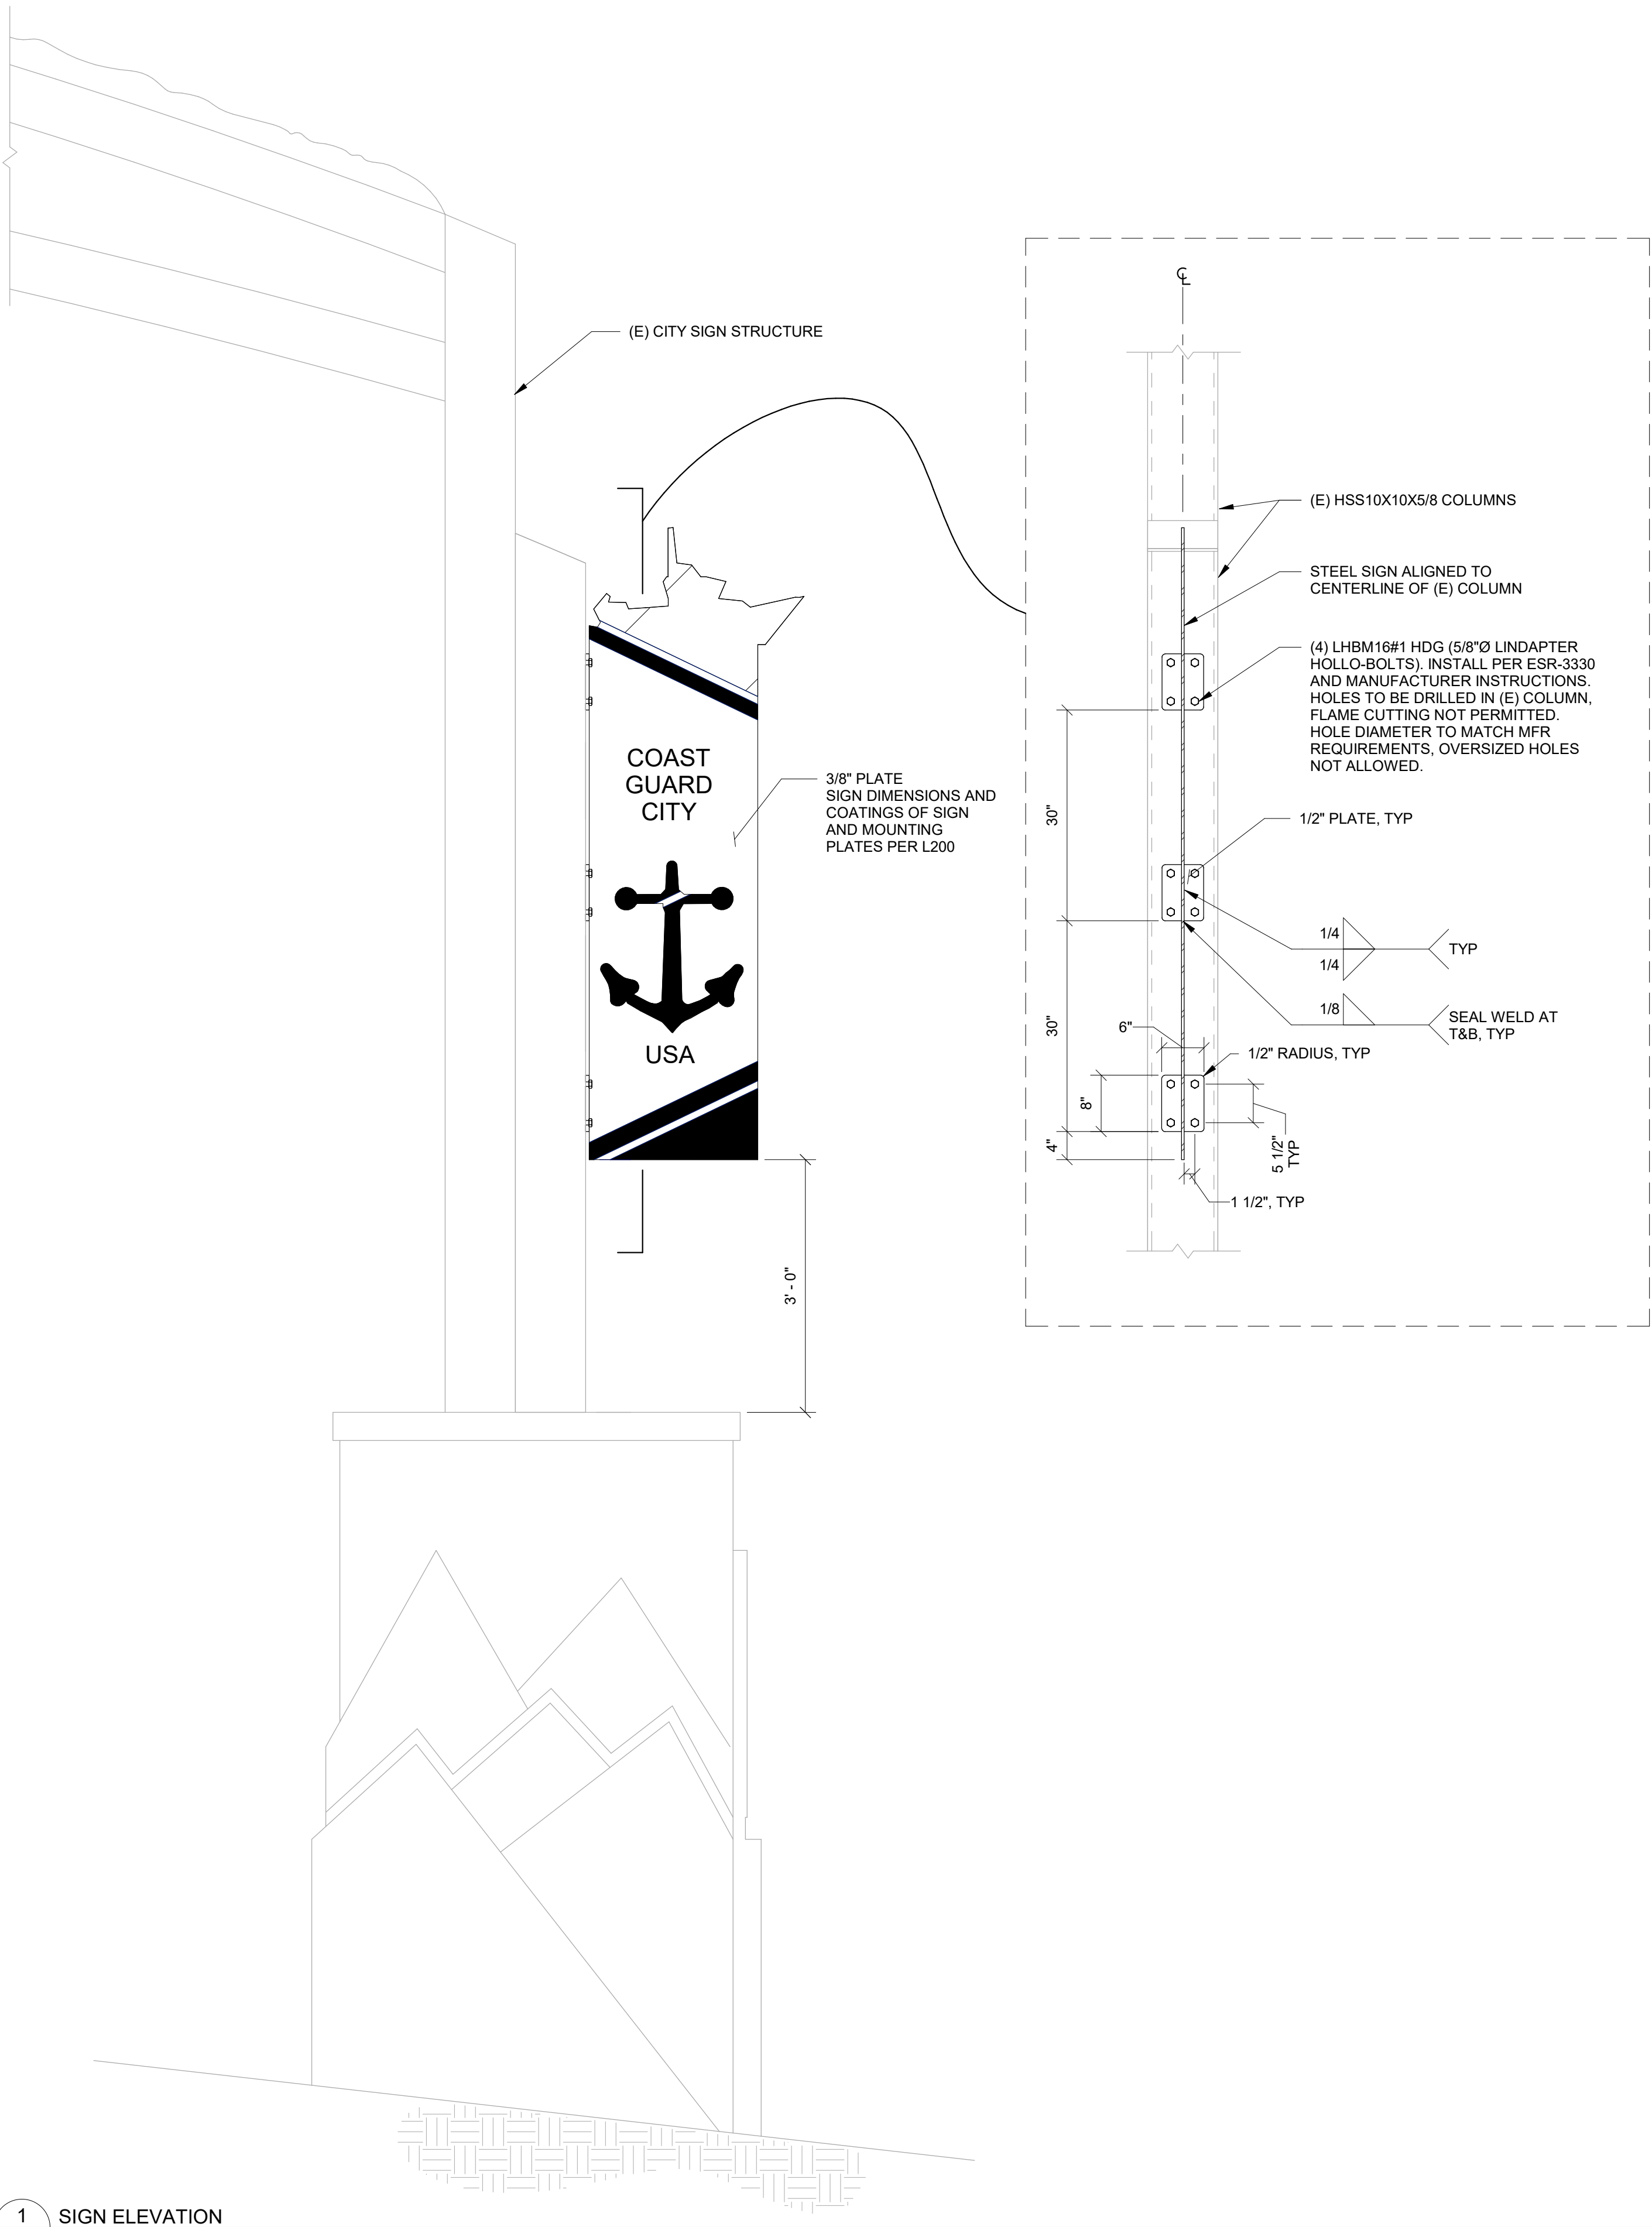 ℄
(E) CITY SIGN STRUCTURE
(E) HSS10X10X5/8 COLUMNS
STEEL SIGN ALIGNED TO
CENTERLINE OF (E) COLUMN
(4) LHBM16#1 HDG (5/8"Ø LINDAPTER
HOLLO-BOLTS). INSTALL PER ESR-3330
AND MANUFACTURER INSTRUCTIONS.
HOLES TO BE DRILLED IN (E) COLUMN,
FLAME CUTTING NOT PERMITTED.
HOLE DIAMETER TO MATCH MFR
REQUIREMENTS, OVERSIZED HOLES
NOT ALLOWED.
COAST
GUARD
CITY
USA
3/8" PLATE
SIGN DIMENSIONS AND
COATINGS OF SIGN
AND MOUNTING
PLATES PER L200
30"
1/2" PLATE, TYP
1/4
1/4
TYP
1/8
SEAL WELD AT
T&B, TYP
30"
6"
1/2" RADIUS, TYP
8"
4"
5 1/2"
TYP
1 1/2", TYP
3' - 0"
1
SIGN ELEVATION